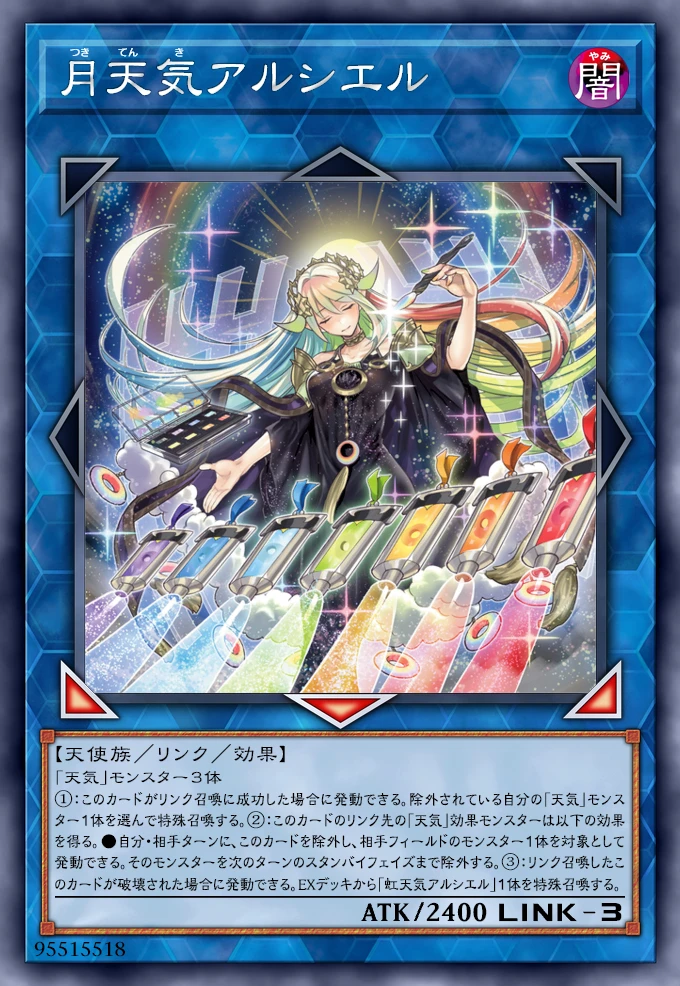 つき てん き
月天気アルシエル
やみ
闇
【天使族／リンク／効果】
「天気」モンスター３体
①：このカードがリンク召喚に成功した場合に発動できる。除外されている自分の「天気」モンス
ター１体を選んで特殊召喚する。②：このカードのリンク先の「天気」効果モンスターは以下の効果
を得る。●自分・相手ターンに、このカードを除外し、相手フィールドのモンスター１体を対象として
発動できる。そのモンスターを次のターンのスタンバイフェイズまで除外する。③：リンク召喚したこ
のカードが破壊された場合に発動できる。EXデッキから「虹天気アルシエル」１体を特殊召喚する。
ATK/2400 LINK-3
95515518